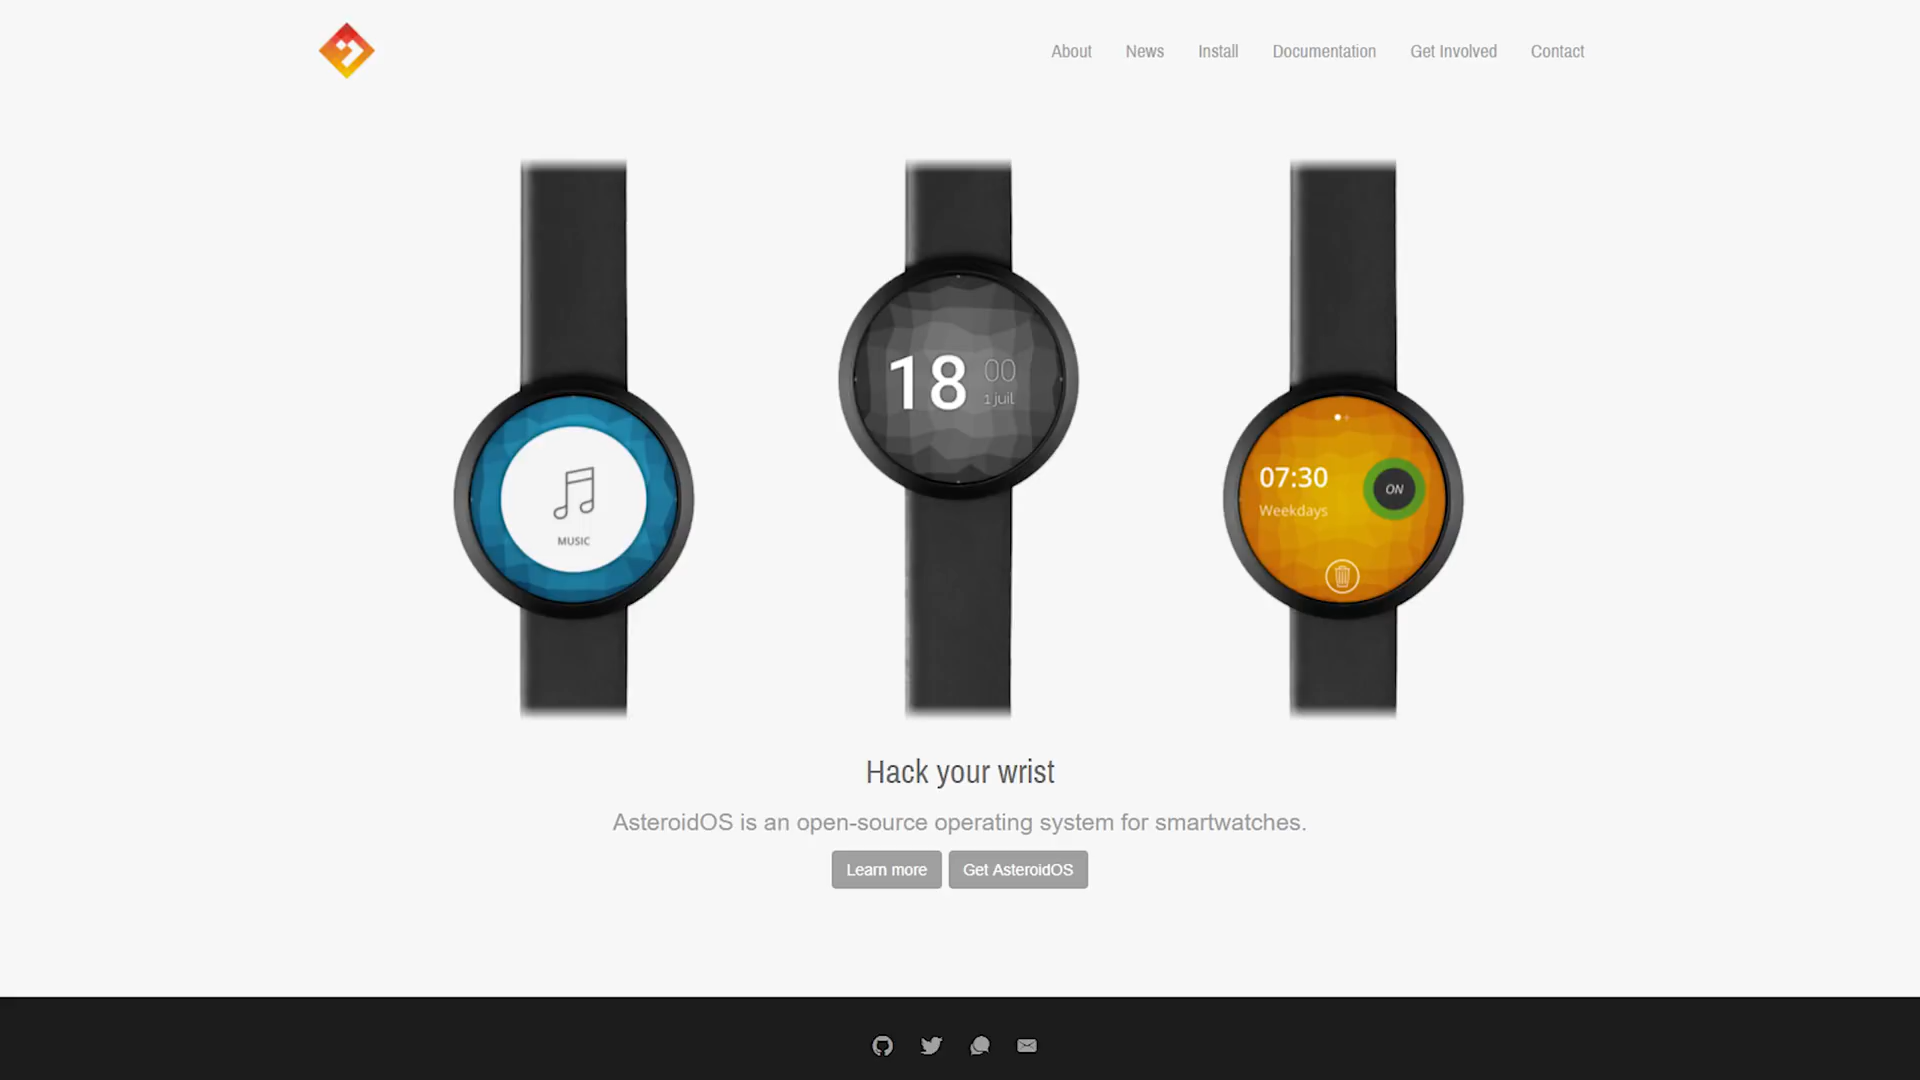 About News Install Documentation Get Involved Contact
18 00
1 juil.
MUSIC
07:30
Weekdays
ON
Hack your wrist
AsteroidOS is an open-source operating system for smartwatches.
Learn more Get AsteroidOS